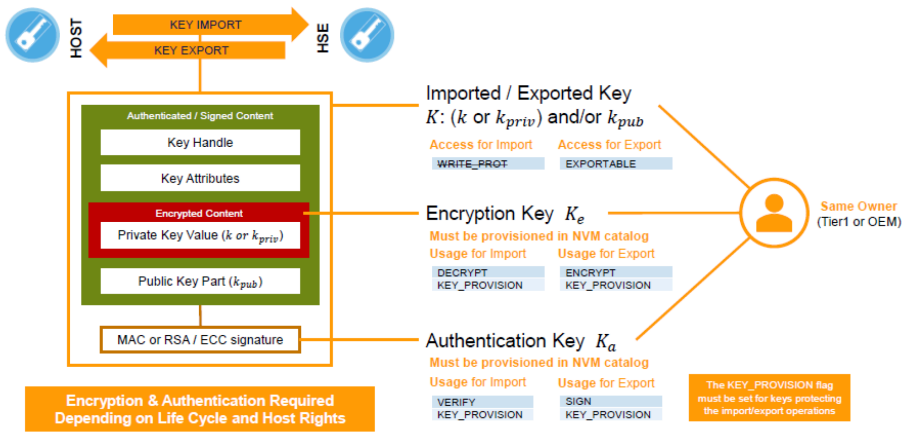 HOST
KEY IMPORT
KEY EXPORT
HSE
Authenticated / Signed Content
Key Handle
Key Attributes
Encrypted Content
Private Key Value (k or kₚᵣᵢᵥ)
Public Key Part (kₚᵤb)
MAC or RSA / ECC signature
Encryption & Authentication Required
Depending on Life Cycle and Host Rights
Imported / Exported Key
K: (k or kₚᵣᵢᵥ) and/or kₚᵤb
Access for Import
WRITE_PROT
Access for Export
EXPORTABLE
Encryption Key Kₑ
Must be provisioned in NVM catalog
Usage for Import
DECRYPT
KEY_PROVISION
Usage for Export
ENCRYPT
KEY_PROVISION
Authentication Key Kₐ
Must be provisioned in NVM catalog
Usage for Import
VERIFY
KEY_PROVISION
Usage for Export
SIGN
KEY_PROVISION
Same Owner
(Tier1 or OEM)
The KEY_PROVISION flag
must be set for keys protecting
the import/export operations